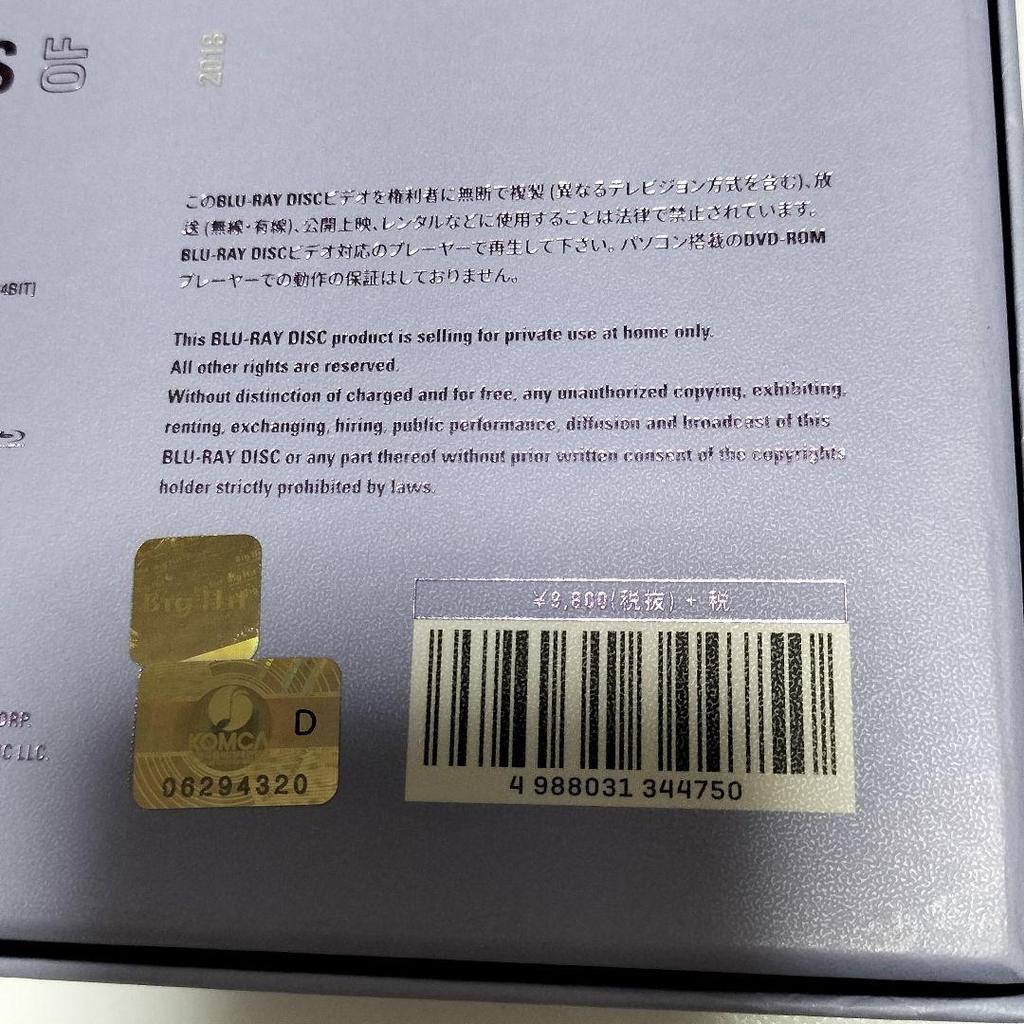 S OF
2018
このBLU-RAY DISCビデオを権利者に無断で複製 (異なるテレビジョン方式を含む)、放
送 (無線・有線)、公開上映、レンタルなどに使用することは法律で禁止されています。
BLU-RAY DISCビデオ対応のプレーヤーで再生して下さい。パソコン搭載のDVD-ROM
プレーヤーでの動作の保証はしておりません。
4BIT]
This BLU-RAY DISC product is selling for private use at home only.
All other rights are reserved.
Without distinction of charged and for free, any unauthorized copying, exhibiting,
renting, exchanging, hiring, public performance, diffusion and broadcast of this
BLU-RAY DISC or any part thereof without prior written consent of the copyrights
holder strictly prohibited by laws.
Big Hit
KOMCA
D
06294320
(税抜) + 税
4 988031 344750
ORP.
IC LLC.